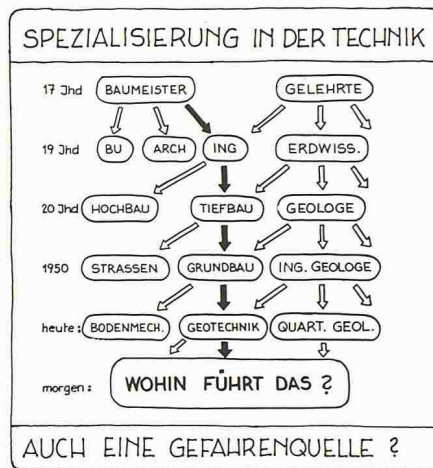 SPEZIALISIERUNG IN DER TECHNIK
17 Jhd BAUMEISTER GELEHRTE
19 Jhd BU ARCH ING ERDWISS.
20 Jhd HOCHBAU TIEFBAU GEOLOGE
1950 STRASSEN GRUNDBAU ING. GEOLOGE
heute: BODENMECH. GEOTECHNIK QUART. GEOL.
morgen: WOHIN FÜHRT DAS ?
AUCH EINE GEFAHRENQUELLE ?